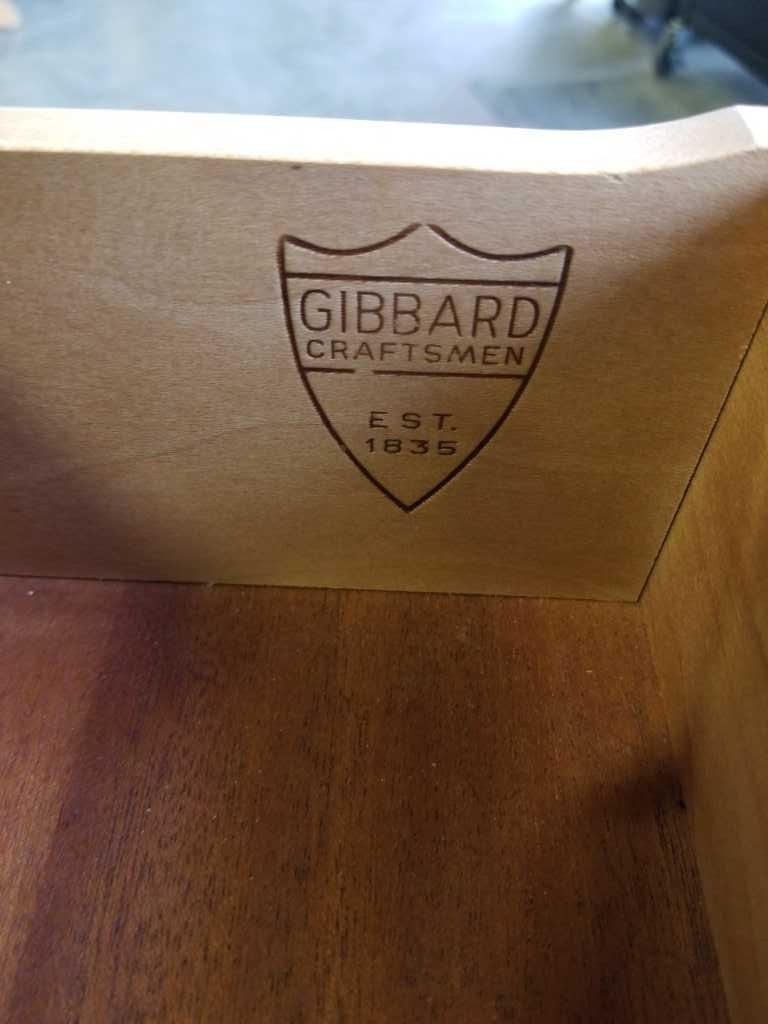 GIBBARD
CRAFTSMEN
EST.
1835